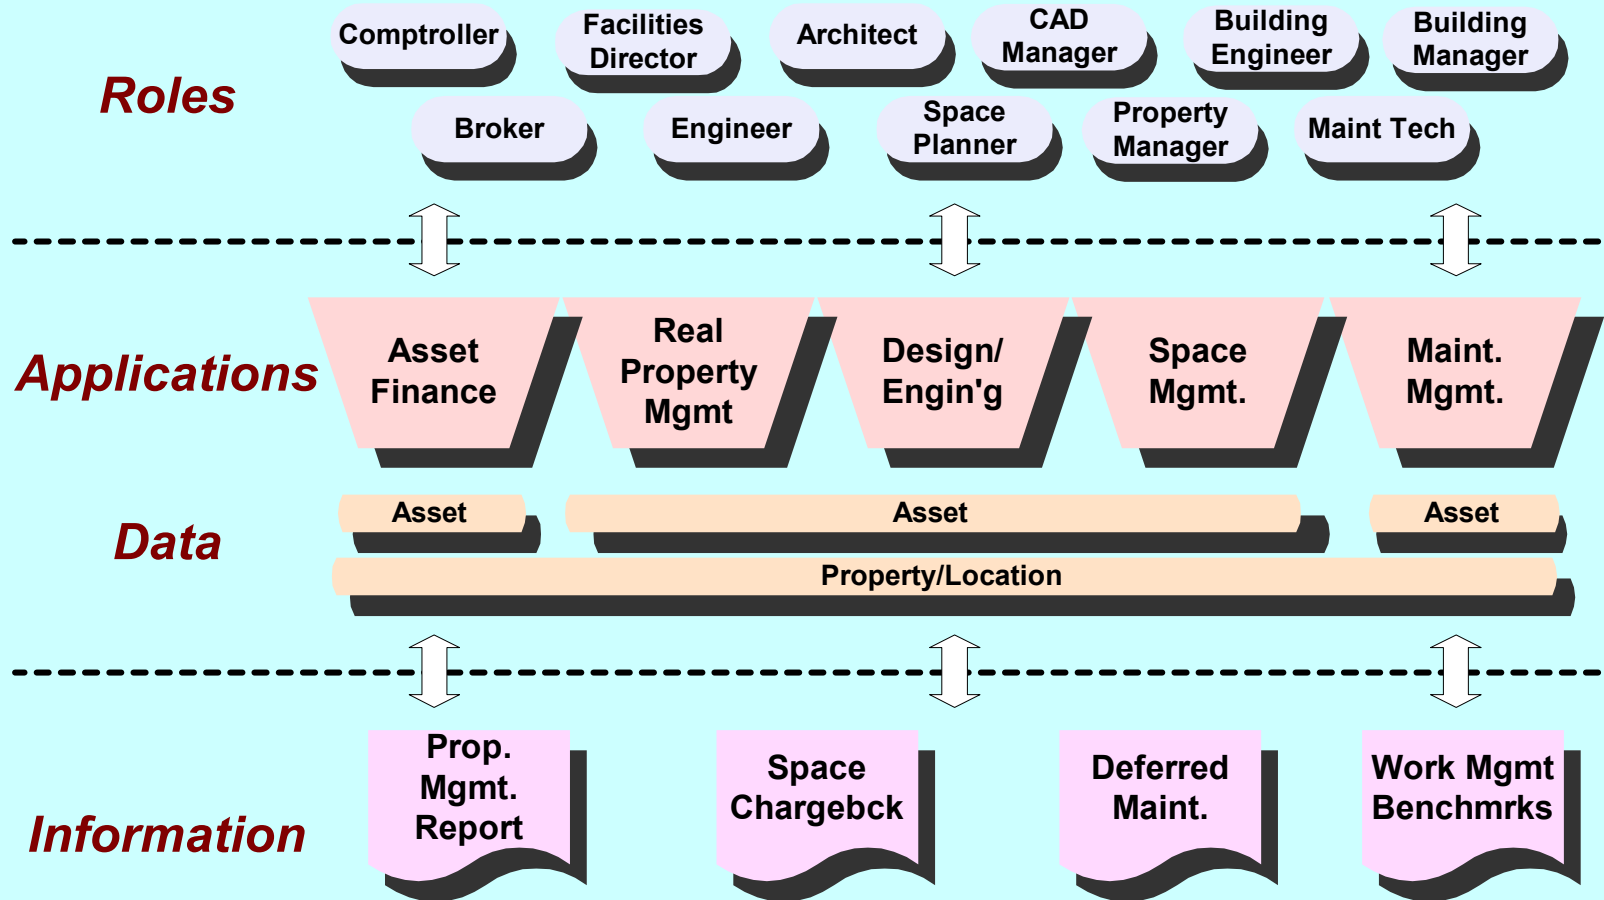 Roles
Comptroller
Facilities
Director
Architect
CAD
Manager
Building
Engineer
Building
Manager
Broker
Engineer
Space
Planner
Property
Manager
Maint Tech
Applications
Asset
Finance
Real
Property
Mgmt
Design/
Engin'g
Space
Mgmt.
Maint.
Mgmt.
Data
Asset
Asset
Asset
Property/Location
Information
Prop.
Mgmt.
Report
Space
Chargebck
Deferred
Maint.
Work Mgmt
Benchmrks